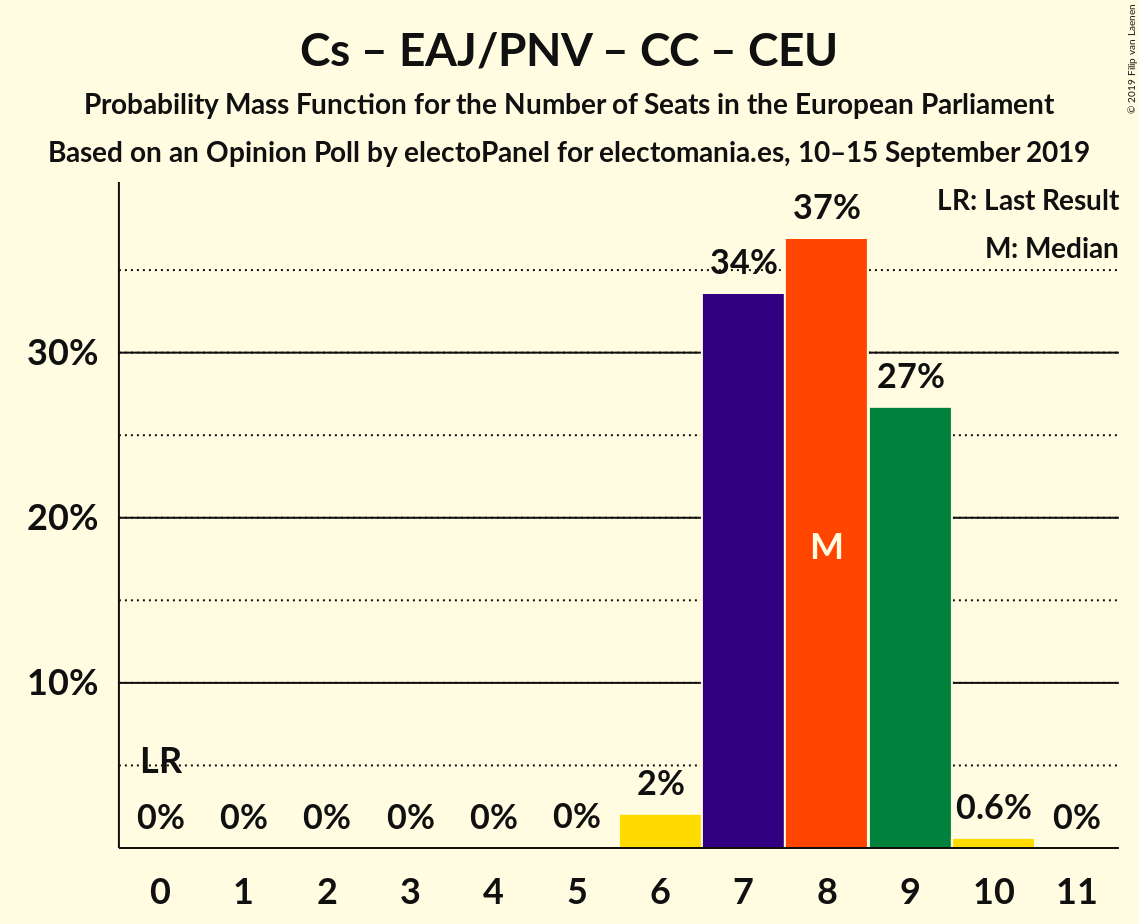 Cs – EAJ/PNV – CC – CEU
Probability Mass Function for the Number of Seats in the European Parliament
Based on an Opinion Poll by electoPanel for electomania.es, 10–15 September 2019
© 2019 Filip van Laenen
LR: Last Result
M: Median
37%
34%
30%
27%
20%
M
10%
LR
0% 0% 0% 0% 0% 0% 2% 0.6% 0%
0 1 2 3 4 5 6 7 8 9 10 11